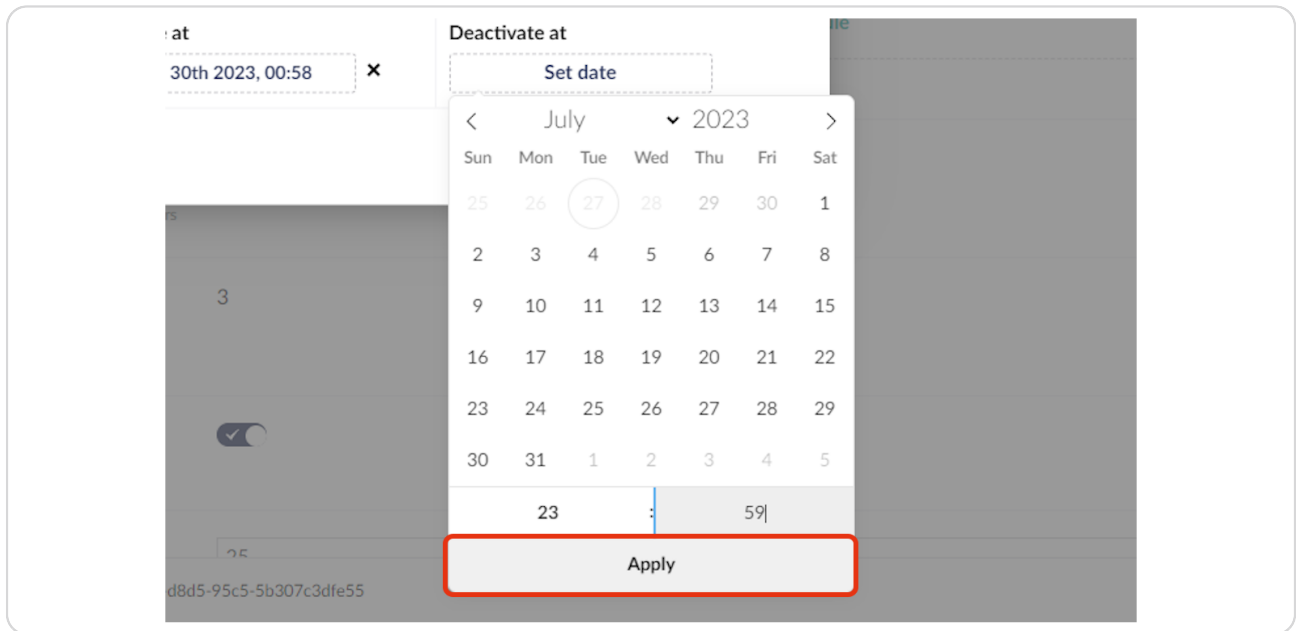 at
Deactivate at
30th 2023, 00:58
Set date
July 2023
Sun Mon Tue Wed Thu Fri Sat
25 26 27 28 29 30 1
2 3 4 5 6 7 8
9 10 11 12 13 14 15
16 17 18 19 20 21 22
23 24 25 26 27 28 29
30 31 1 2 3 4 5
23 : 59
Apply
rs
3
25
d8d5-95c5-5b307c3dfe55